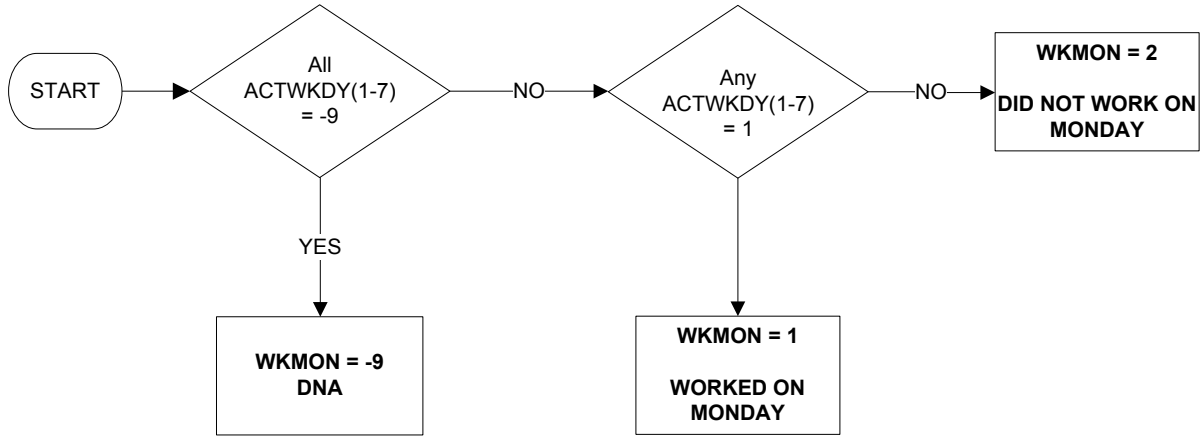 START
All
ACTWKDY(1-7)
= -9
NO
Any
ACTWKDY(1-7)
= 1
NO
WKMON = 2
DID NOT WORK ON
MONDAY
YES
WKMON = -9
DNA
WKMON = 1
WORKED ON
MONDAY